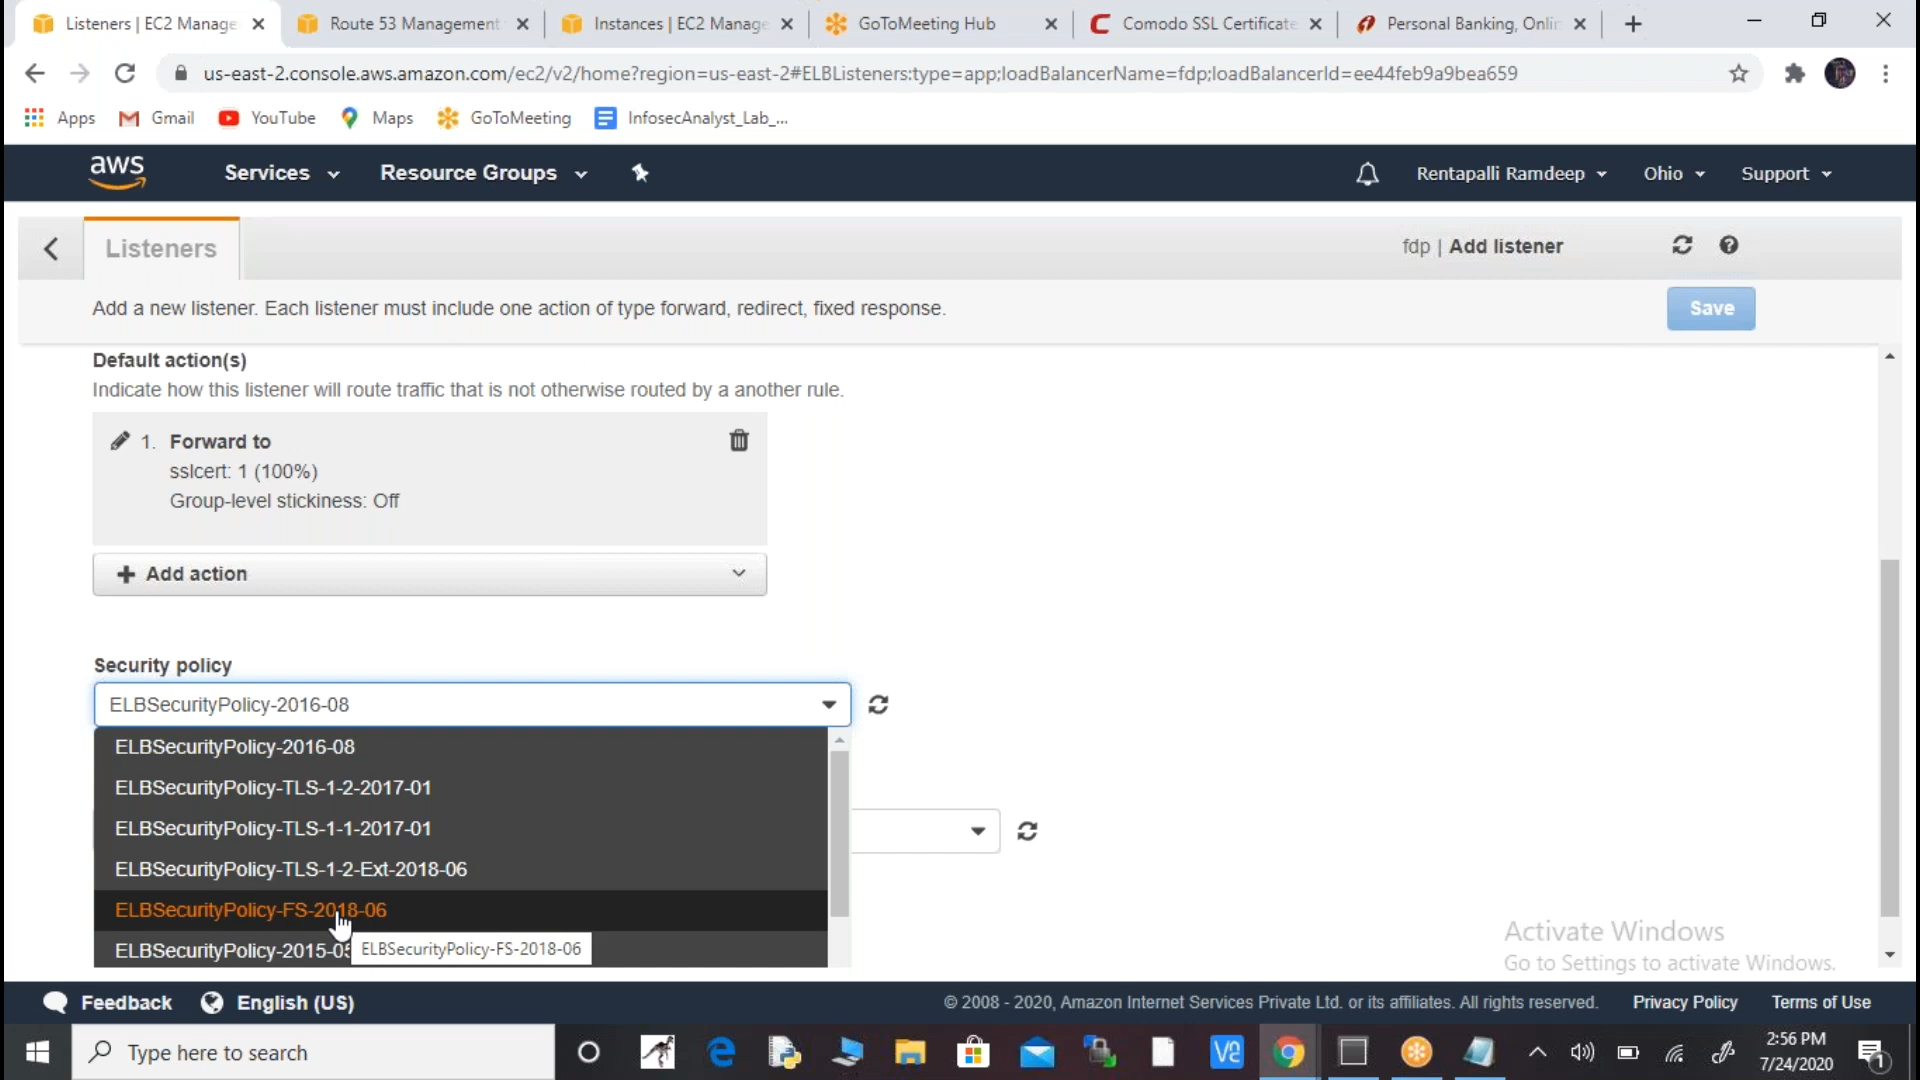 Listeners | EC2 Manage
Route 53 Management
Instances | EC2 Manage
GoToMeeting Hub
Comodo SSL Certificate
Personal Banking, Onlin
us-east-2.console.aws.amazon.com/ec2/v2/home?region=us-east-2#ELBListeners:type=app;loadBalancerName=fdp;loadBalancerId=ee44feb9a9bea659
Apps
Gmail
YouTube
Maps
GoToMeeting
InfosecAnalyst_Lab_...
aws
Services
Resource Groups
Rentapalli Ramdeep
Ohio
Support
Listeners
fdp | Add listener
Add a new listener. Each listener must include one action of type forward, redirect, fixed response.
Save
Default action(s)
Indicate how this listener will route traffic that is not otherwise routed by a another rule.
1. Forward to
sslcert: 1 (100%)
Group-level stickiness: Off
Add action
Security policy
ELBSecurityPolicy-2016-08
ELBSecurityPolicy-2016-08
ELBSecurityPolicy-TLS-1-2-2017-01
ELBSecurityPolicy-TLS-1-1-2017-01
ELBSecurityPolicy-TLS-1-2-Ext-2018-06
ELBSecurityPolicy-FS-2018-06
ELBSecurityPolicy-2015-05
ELBSecurityPolicy-FS-2018-06
Activate Windows
Go to Settings to activate Windows.
Feedback
English (US)
© 2008 - 2020, Amazon Internet Services Private Ltd. or its affiliates. All rights reserved.
Privacy Policy
Terms of Use
Type here to search
2:56 PM
7/24/2020
1